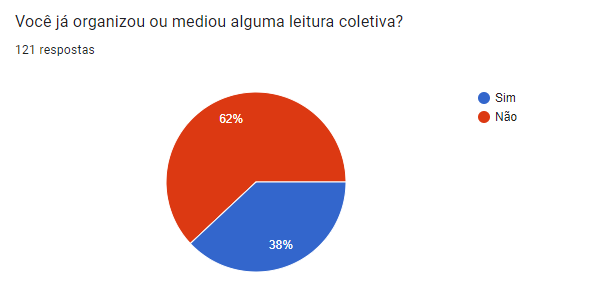 Você já organizou ou mediou alguma leitura coletiva?
121 respostas
Sim
Não
62%
38%